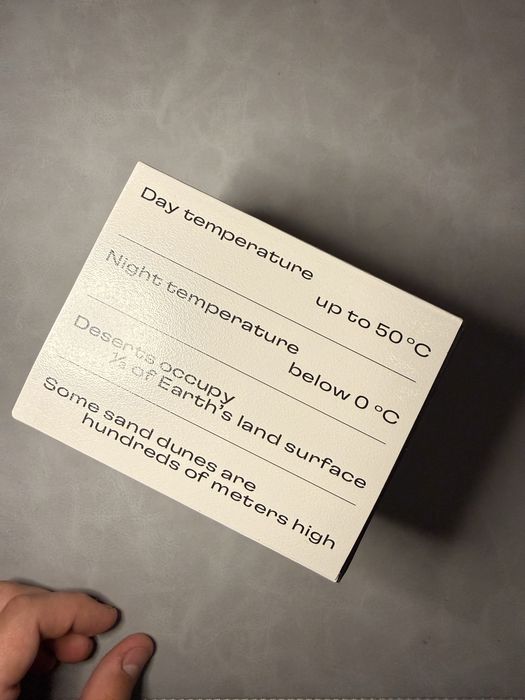 Day temperature
up to 50 °C
Night temperature
below 0 °C
Deserts occupy
⅓ of Earth's land surface
Some sand dunes are
hundreds of meters high